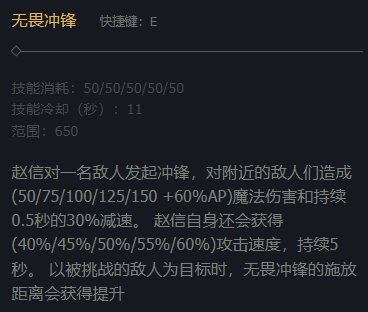 无畏冲锋 快捷键：E
技能消耗：50/50/50/50/50
技能冷却（秒）：11
范围：650
赵信对一名敌人发起冲锋，对附近的敌人们造成
(50/75/100/125/150 +60%AP)魔法伤害和持续
0.5秒的30%减速。 赵信自身还会获得
(40%/45%/50%/55%/60%)攻击速度，持续5
秒。 以被挑战的敌人为目标时，无畏冲锋的施放
距离会获得提升